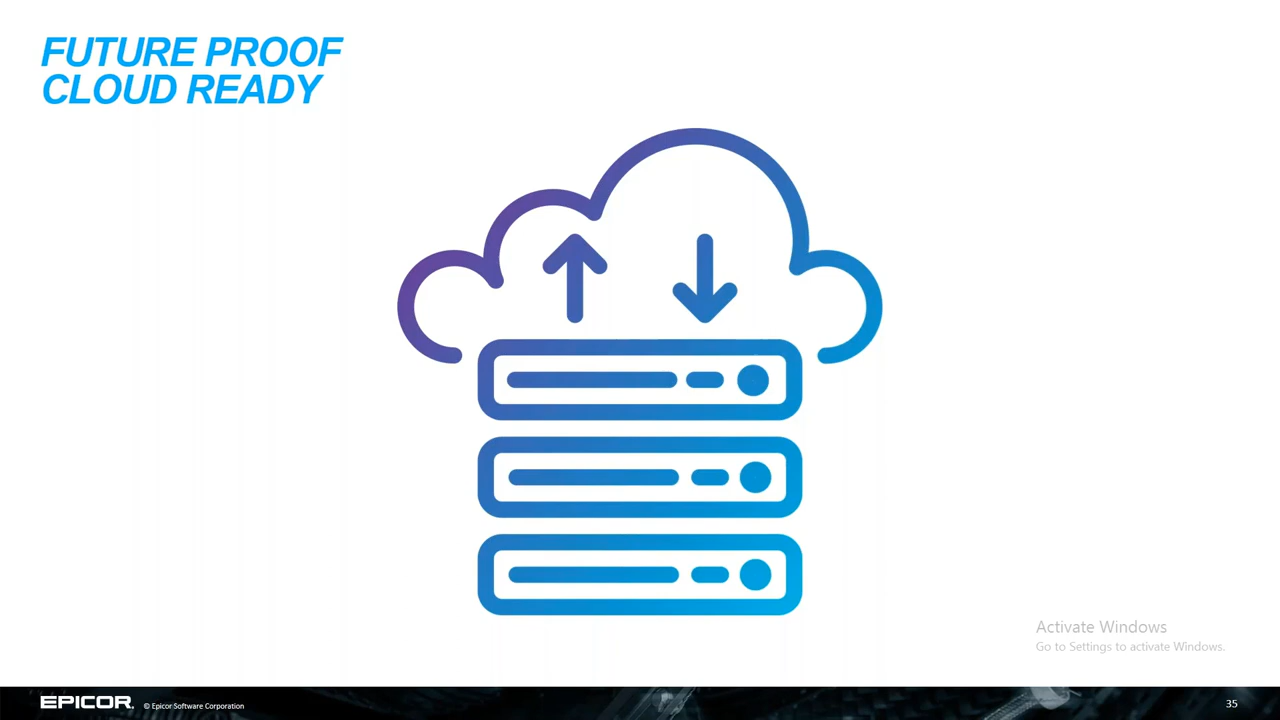 FUTURE PROOF
CLOUD READY
Activate Windows
Go to Settings to activate Windows.
EPICOR. © Epicor Software Corporation
35